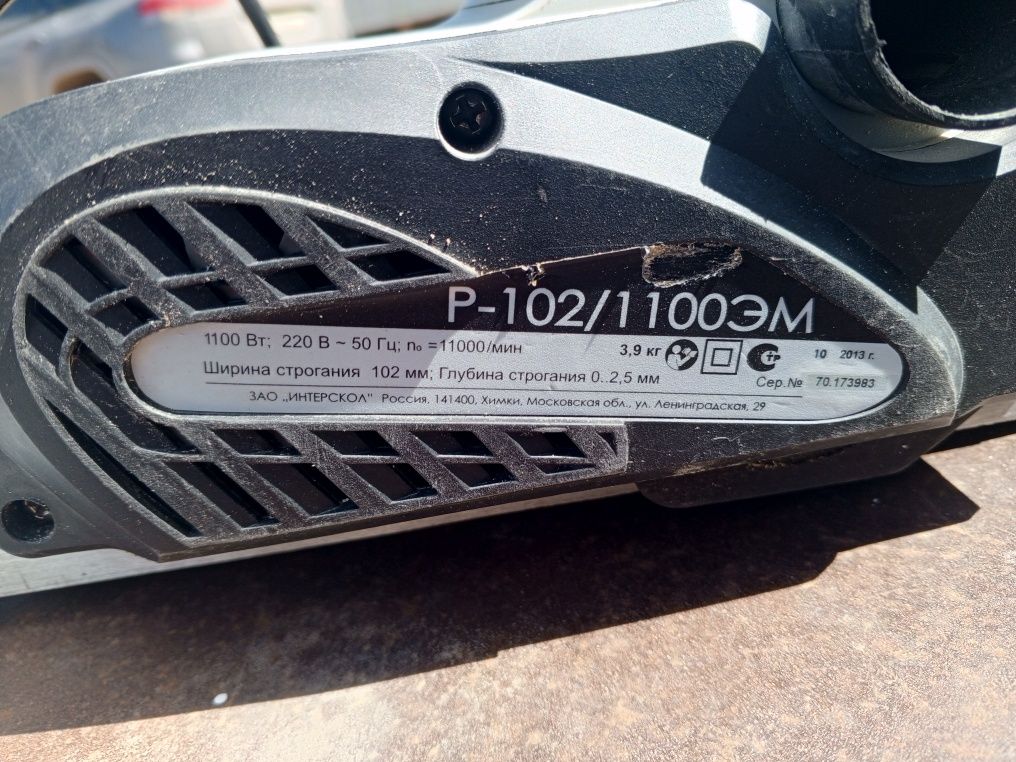 Р-102/1100ЭМ
1100 Вт; 220 В ~ 50 Гц; n₀ =11000/мин 3,9 кг 10 2013 г.
Ширина строгания 102 мм; Глубина строгания 0..2,5 мм Сер.№ 70.173983
ЗАО „ИНТЕРСКОЛ" Россия, 141400, Химки, Московская обл., ул. Ленинградская, 29